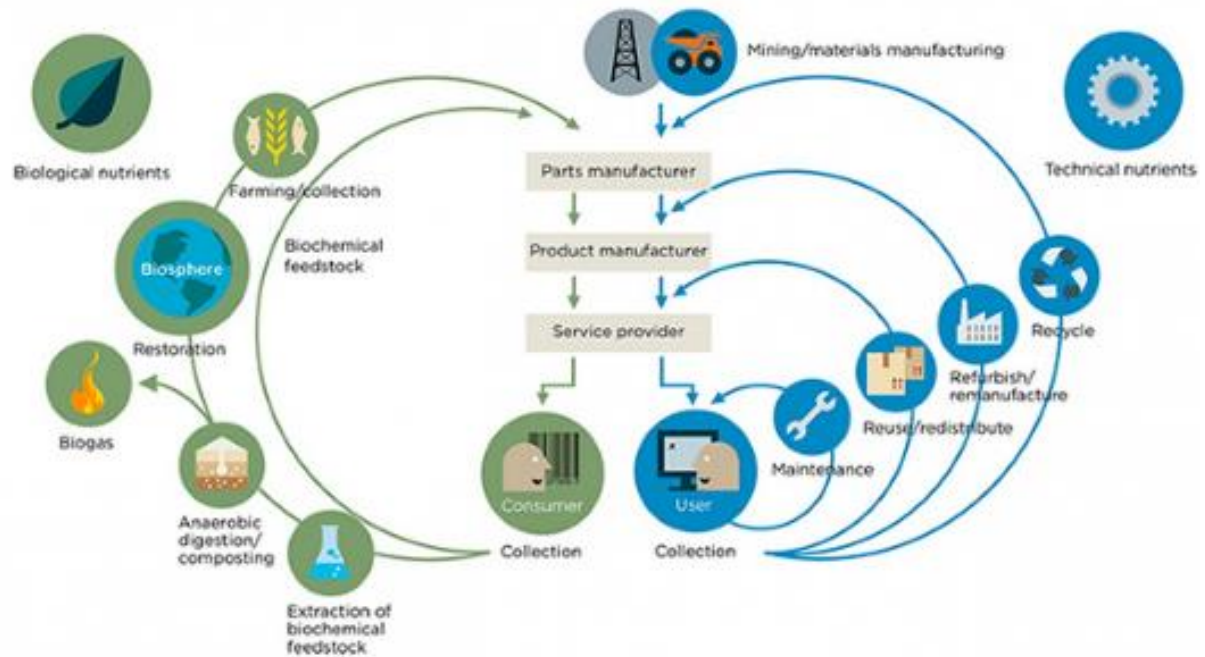 Mining/materials manufacturing
Biological nutrients
Technical nutrients
Farming/collection
Parts manufacturer
Biochemical
feedstock
Product manufacturer
Biosphere
Restoration
Service provider
Recycle
Refurbish/
remanufacture
Reuse/redistribute
Biogas
Maintenance
Consumer
User
Collection
Collection
Anaerobic
digestion/
composting
Extraction of
biochemical
feedstock